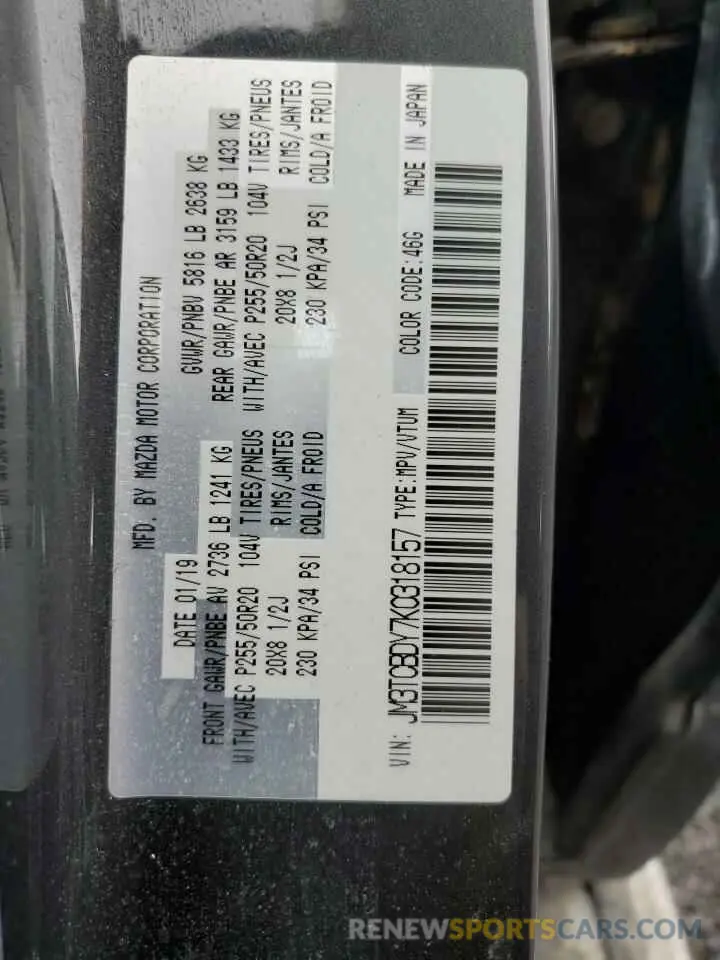 MFD. BY MAZDA MOTOR CORPORATION
DATE 01/19 GVWR/PNBV 5816 LB 2638 KG
FRONT GAWR/PNBE AV 2736 LB 1241 KG REAR GAWR/PNBE AR 3159 LB 1433 KG
WITH/AVEC P255/50R20 104V TIRES/PNEUS WITH/AVEC P255/50R20 104V TIRES/PNEUS
20X8 1/2J RIMS/JANTES 20X8 1/2J RIMS/JANTES
230 KPA/34 PSI COLD/A FROID 230 KPA/34 PSI COLD/A FROID
VIN: JM3TCBDY7K0318157 TYPE:MPV/VTUM COLOR CODE:46G MADE IN JAPAN
RENEWSPORTSCARS.COM